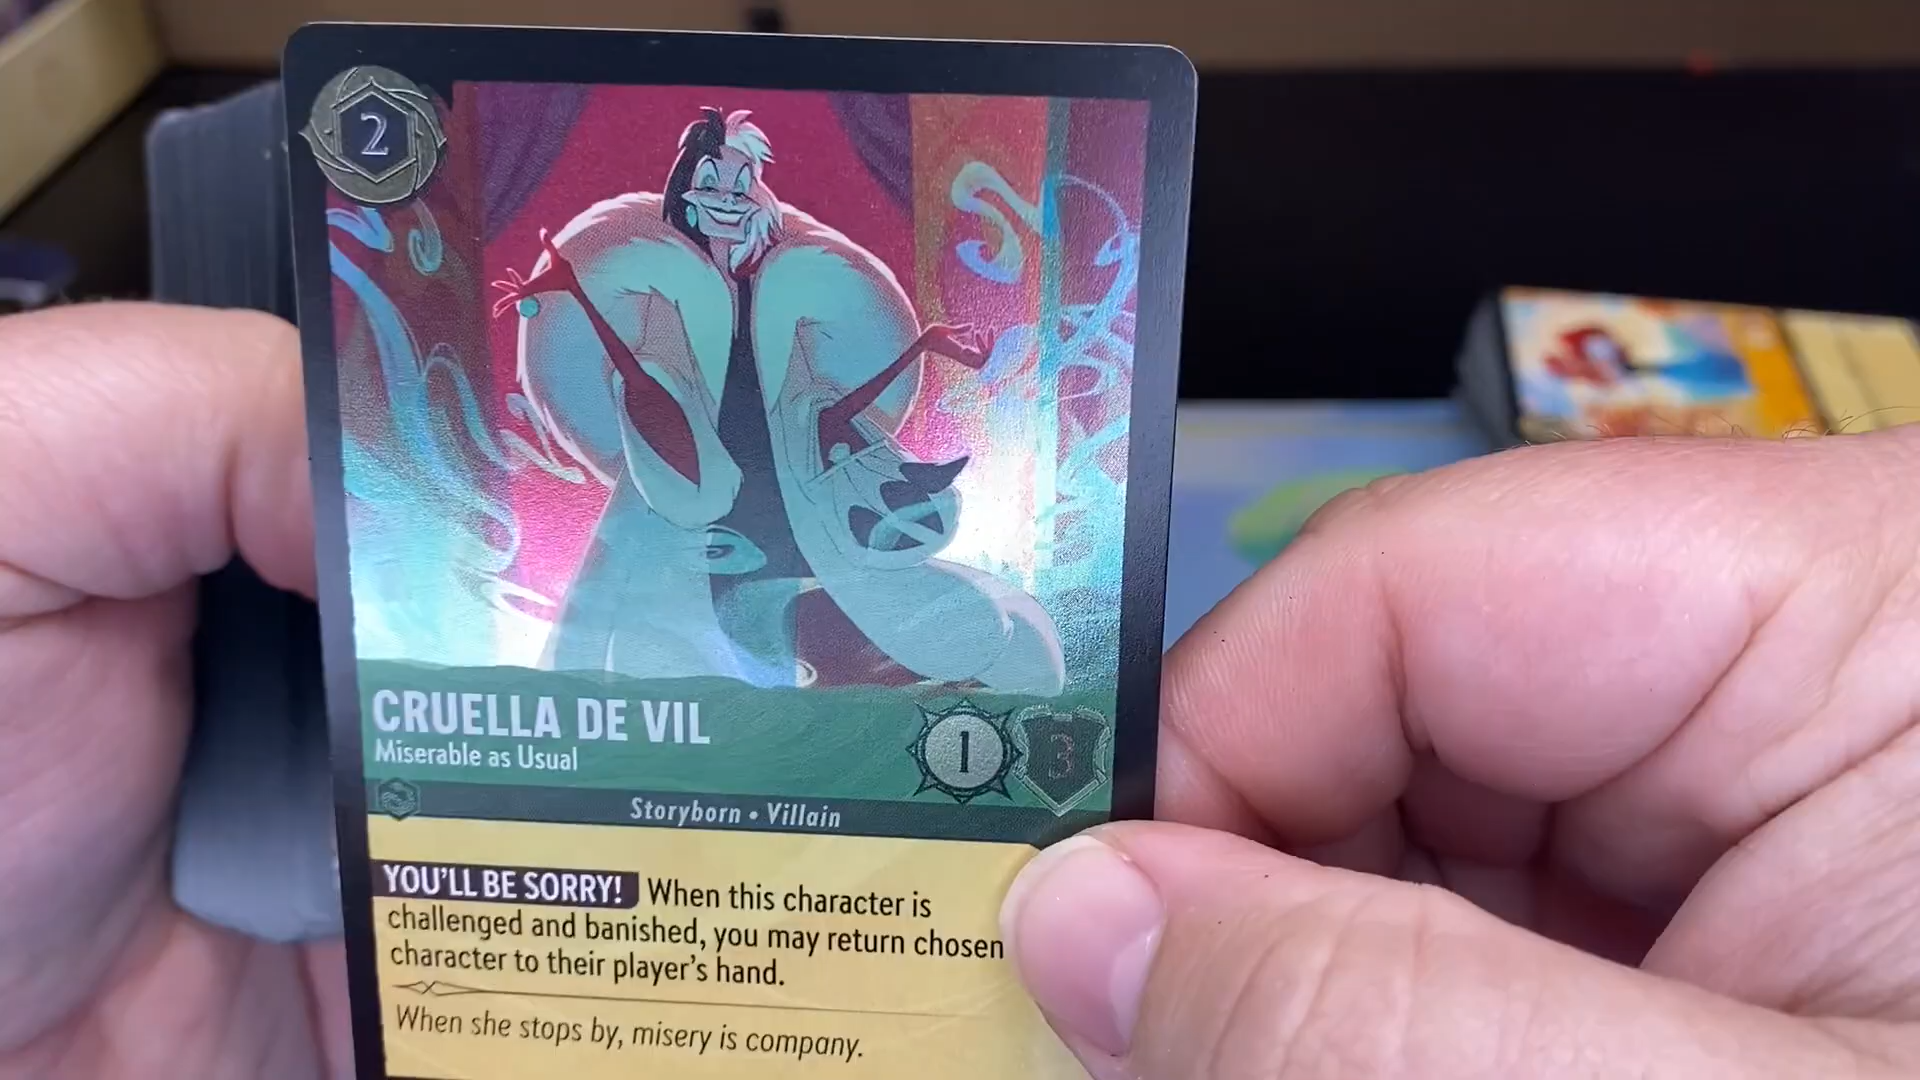 2
CRUELLA DE VIL
Miserable as Usual
1 3
Storyborn • Villain
YOU'LL BE SORRY! When this character is
challenged and banished, you may return chosen
character to their player's hand.
When she stops by, misery is company.